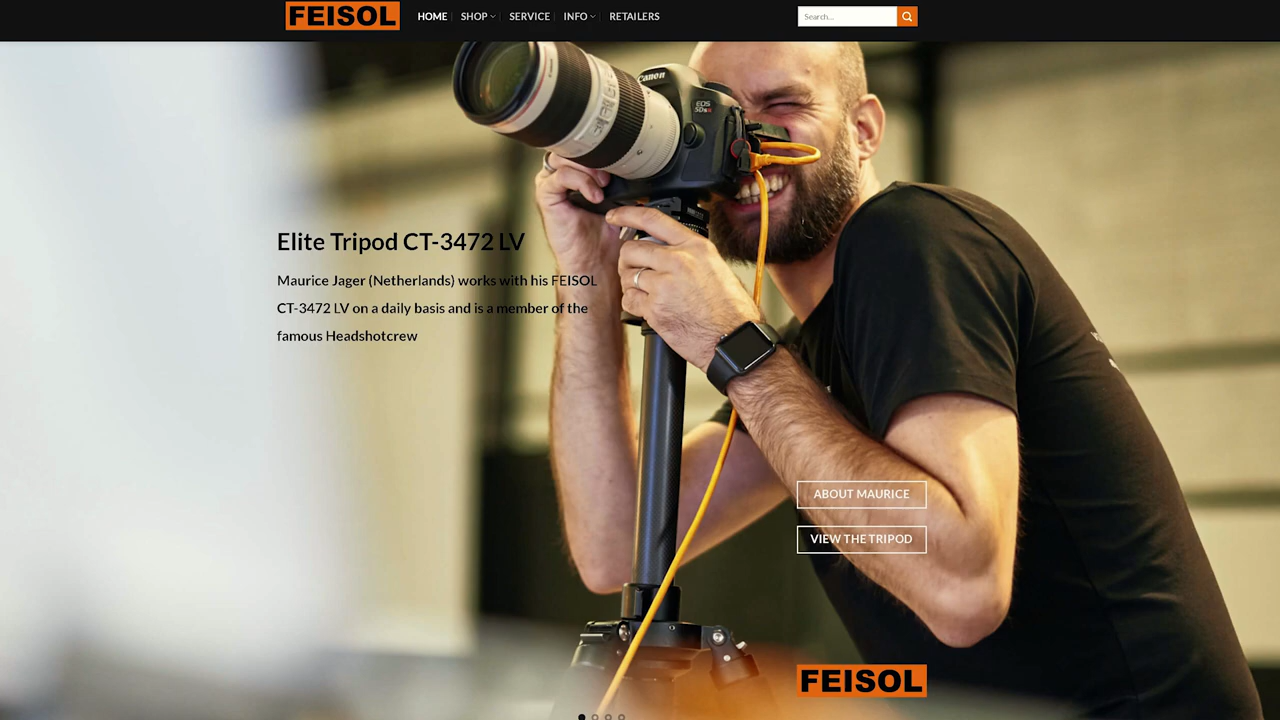 FEISOL
HOME
SHOP
SERVICE
INFO
RETAILERS
Search...
Canon
EOS
5DS R
Elite Tripod CT-3472 LV
Maurice Jager (Netherlands) works with his FEISOL
CT-3472 LV on a daily basis and is a member of the
famous Headshotcrew
ABOUT MAURICE
VIEW THE TRIPOD
FEISOL